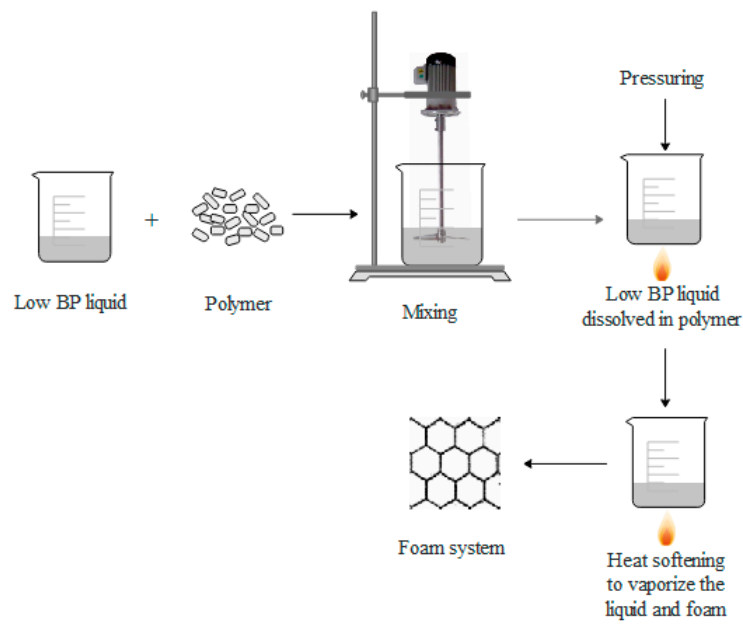 Pressuring
+
Low BP liquid
Polymer
Mixing
Low BP liquid
dissolved in polymer
Foam system
Heat softening
to vaporize the
liquid and foam